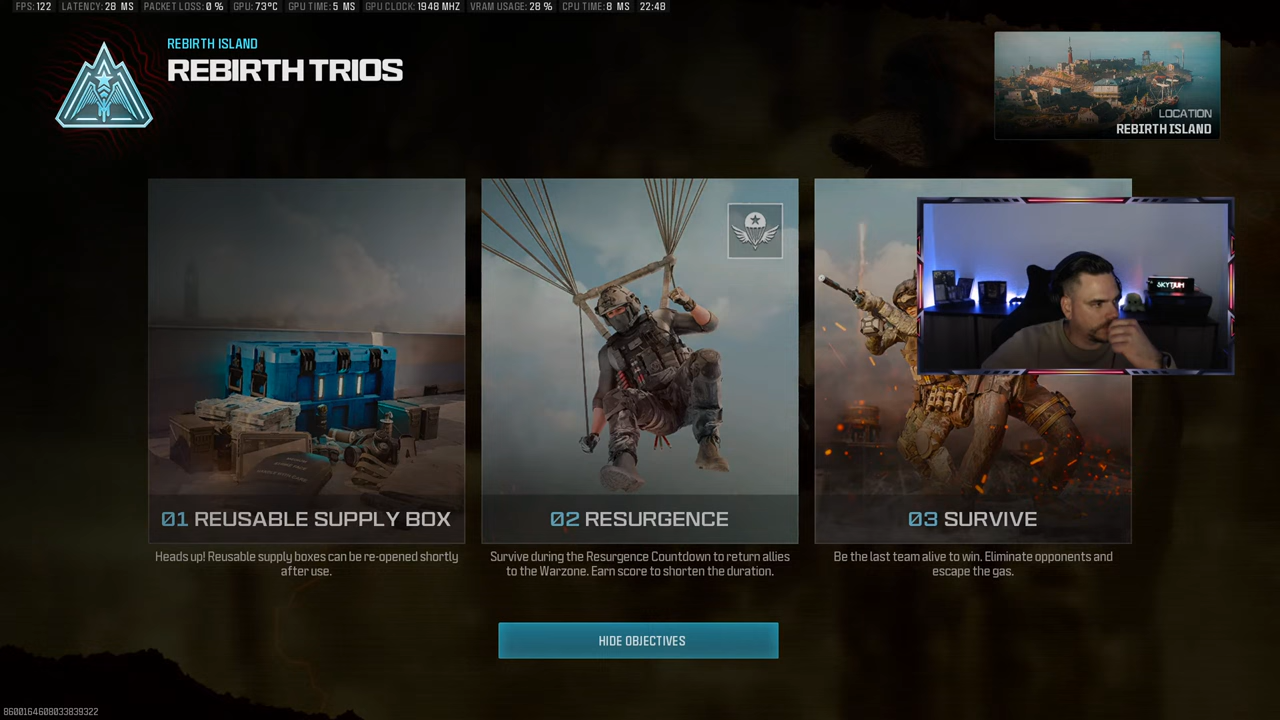 FPS: 122 LATENCY: 28 MS PACKET LOSS: 0 % GPU: 73°C GPU TIME: 5 MS GPU CLOCK: 1948 MHZ VRAM USAGE: 28 % CPU TIME: 8 MS 22:48
REBIRTH ISLAND
REBIRTH TRIOS
LOCATION
REBIRTH ISLAND
SKYTIUM
01 REUSABLE SUPPLY BOX
Heads up! Reusable supply boxes can be re-opened shortly
after use.
02 RESURGENCE
Survive during the Resurgence Countdown to return allies
to the Warzone. Earn score to shorten the duration.
03 SURVIVE
Be the last team alive to win. Eliminate opponents and
escape the gas.
HIDE OBJECTIVES
8600164608033839322